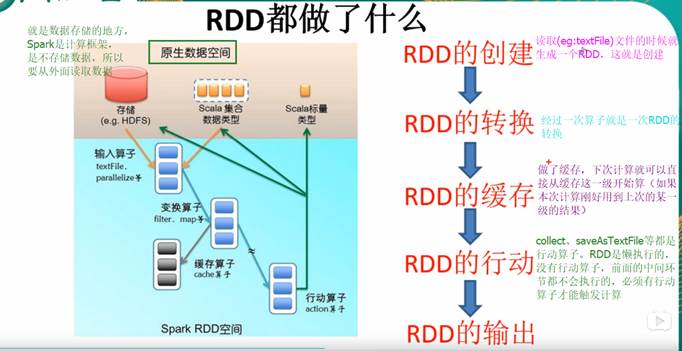 RDD都做了什么
就是数据存储的地方，
Spark是计算框架，
是不存储数据，所以
要从外面读取数据
原生数据空间
存储
(e.g. HDFS)
Scala 集合
数据类型
Scala标量
类型
输入算子
textFile、
parallelize等
变换算子
filter、map等
缓存算子
cache算子
≈
行动算子
action算子
Spark RDD空间
RDD的创建
读取(eg:textFile)文件的时候就
生成一个RDD，这就是创建
RDD的转换
经过一次算子就是一次RDD的
转换
RDD的缓存
做了缓存，下次计算就可以直
接从缓存这一级开始算（如果
本次计算刚好用到上次的某一
级的结果）
RDD的行动
collect、saveAsTextFile等都是
行动算子，RDD是懒执行的，
没有行动算子，前面的中间环
节都不会执行的，必须有行动
算子才能触发计算
RDD的输出